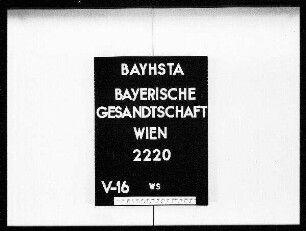 BAYHSTA
BAYERISCHE
GESANDTSCHAFT
WIEN
2220
V-16 WS